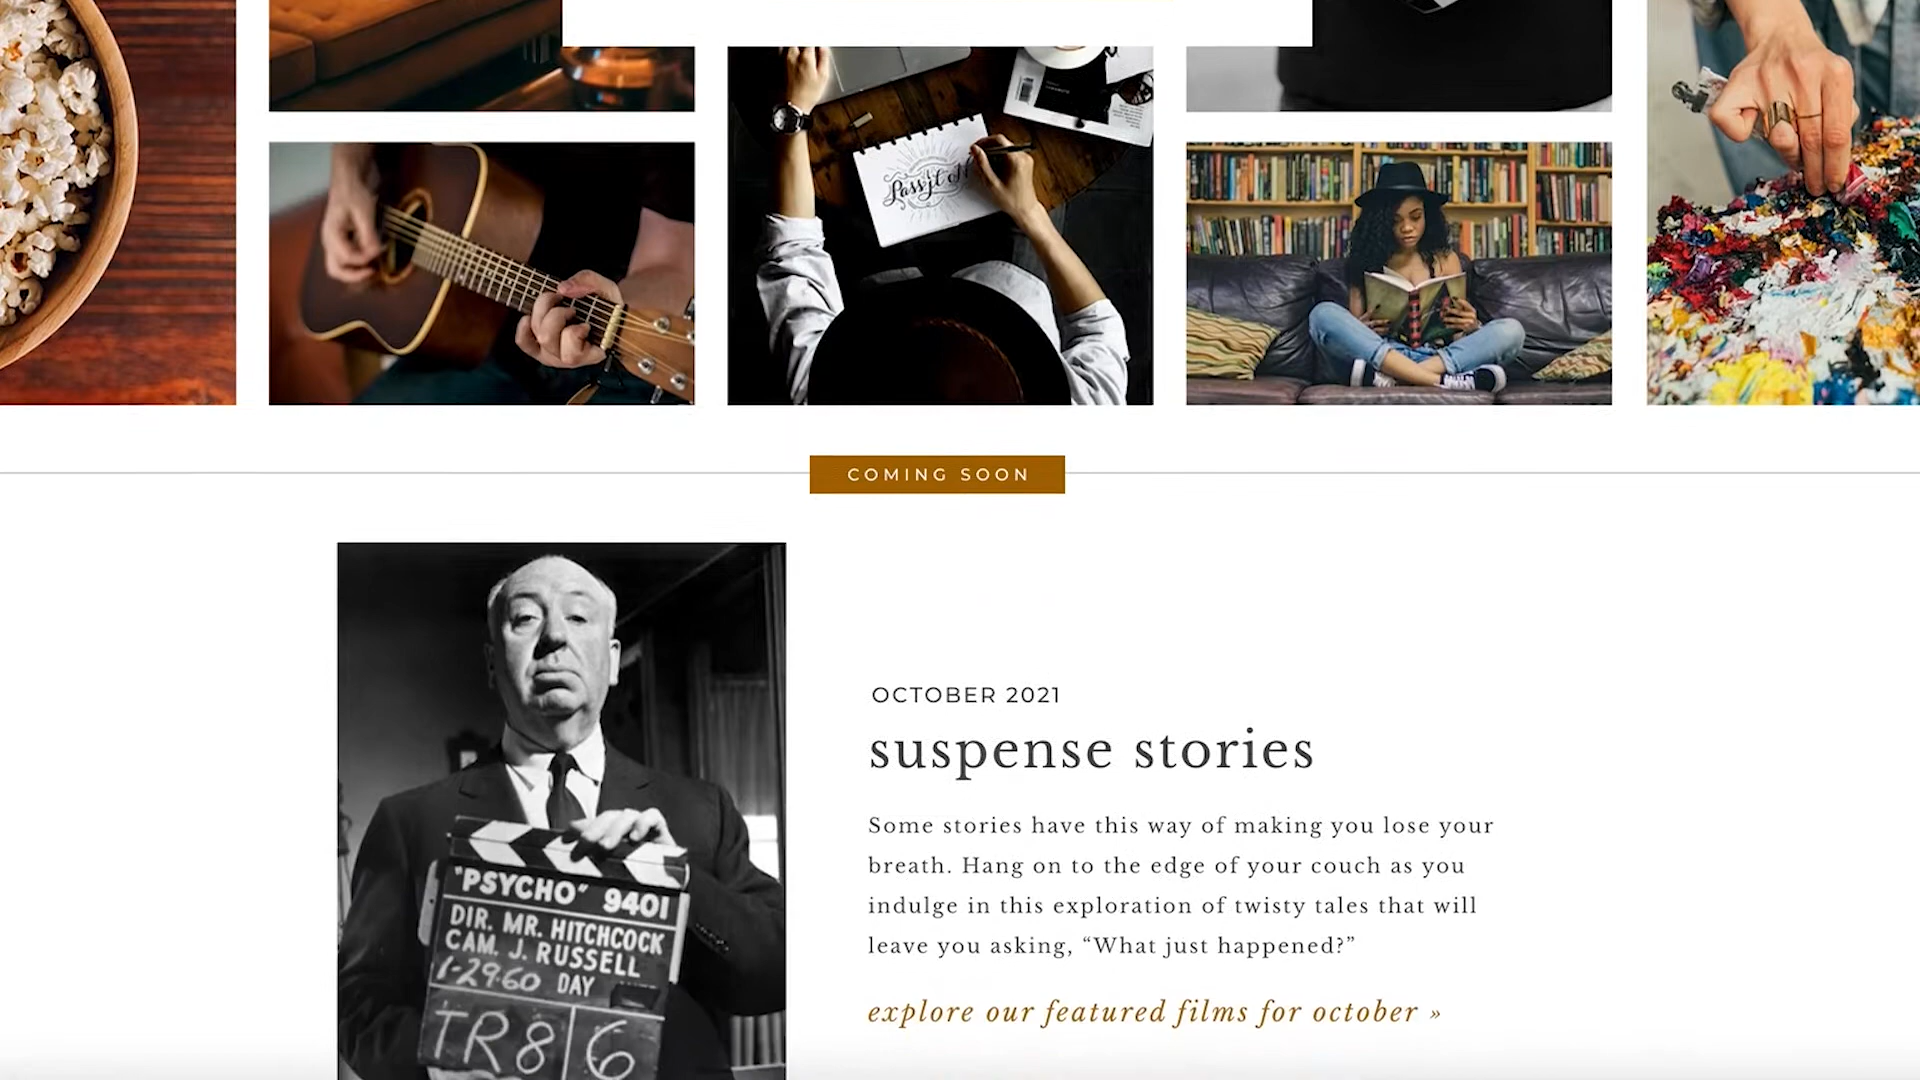 Pass it on
COMING SOON
OCTOBER 2021
suspense stories
Some stories have this way of making you lose your
breath. Hang on to the edge of your couch as you
indulge in this exploration of twisty tales that will
leave you asking, “What just happened?”
explore our featured films for october »
"PSYCHO" 9401
DIR. MR. HITCHCOCK
CAM. J. RUSSELL
1-29-60 DAY
TR8 6